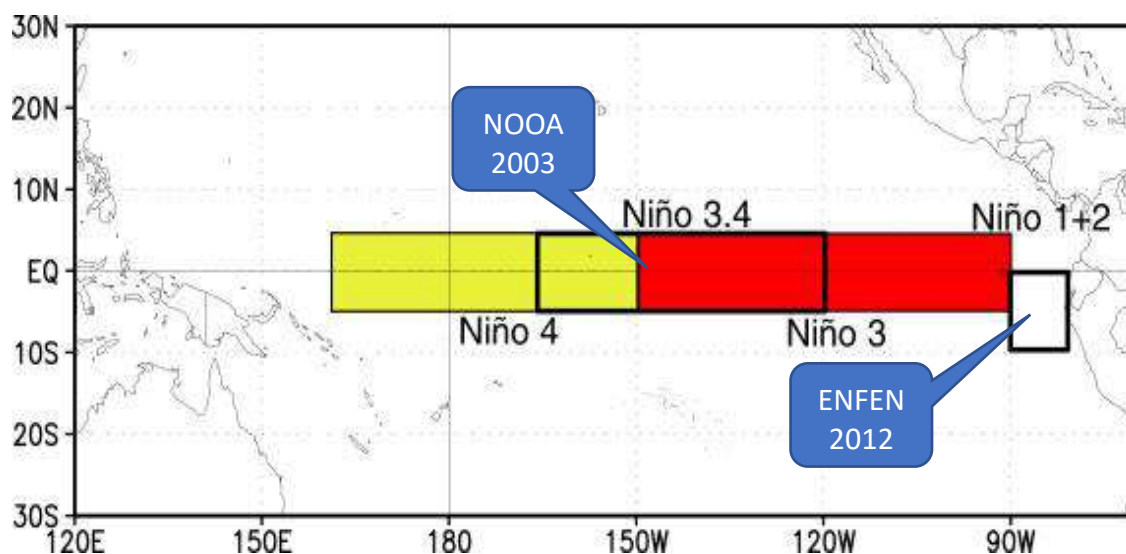 30N
20N
10N
EQ
10S
20S
30S
120E
150E
180
150W
120W
90W
NOOA
2003
Niño 3.4
Niño 1+2
Niño 4
Niño 3
ENFEN
2012